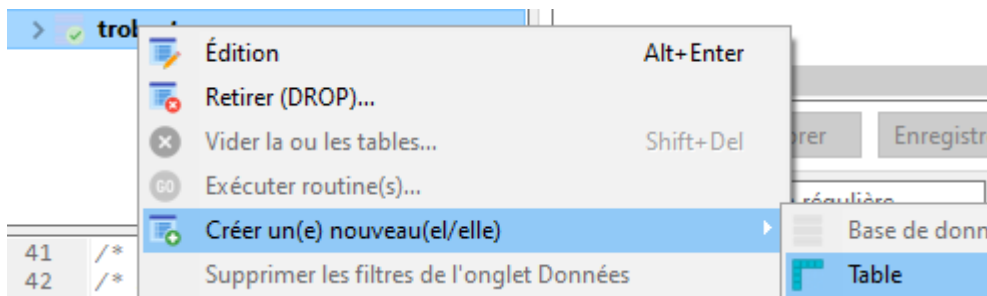 Édition Alt+Enter
Retirer (DROP)...
Vider la ou les tables... Shift+Del
Exécuter routine(s)...
Créer un(e) nouveau(el/elle)
Supprimer les filtres de l'onglet Données
Base de donn
Table
Enregistr
41 /*
42 /*
GO